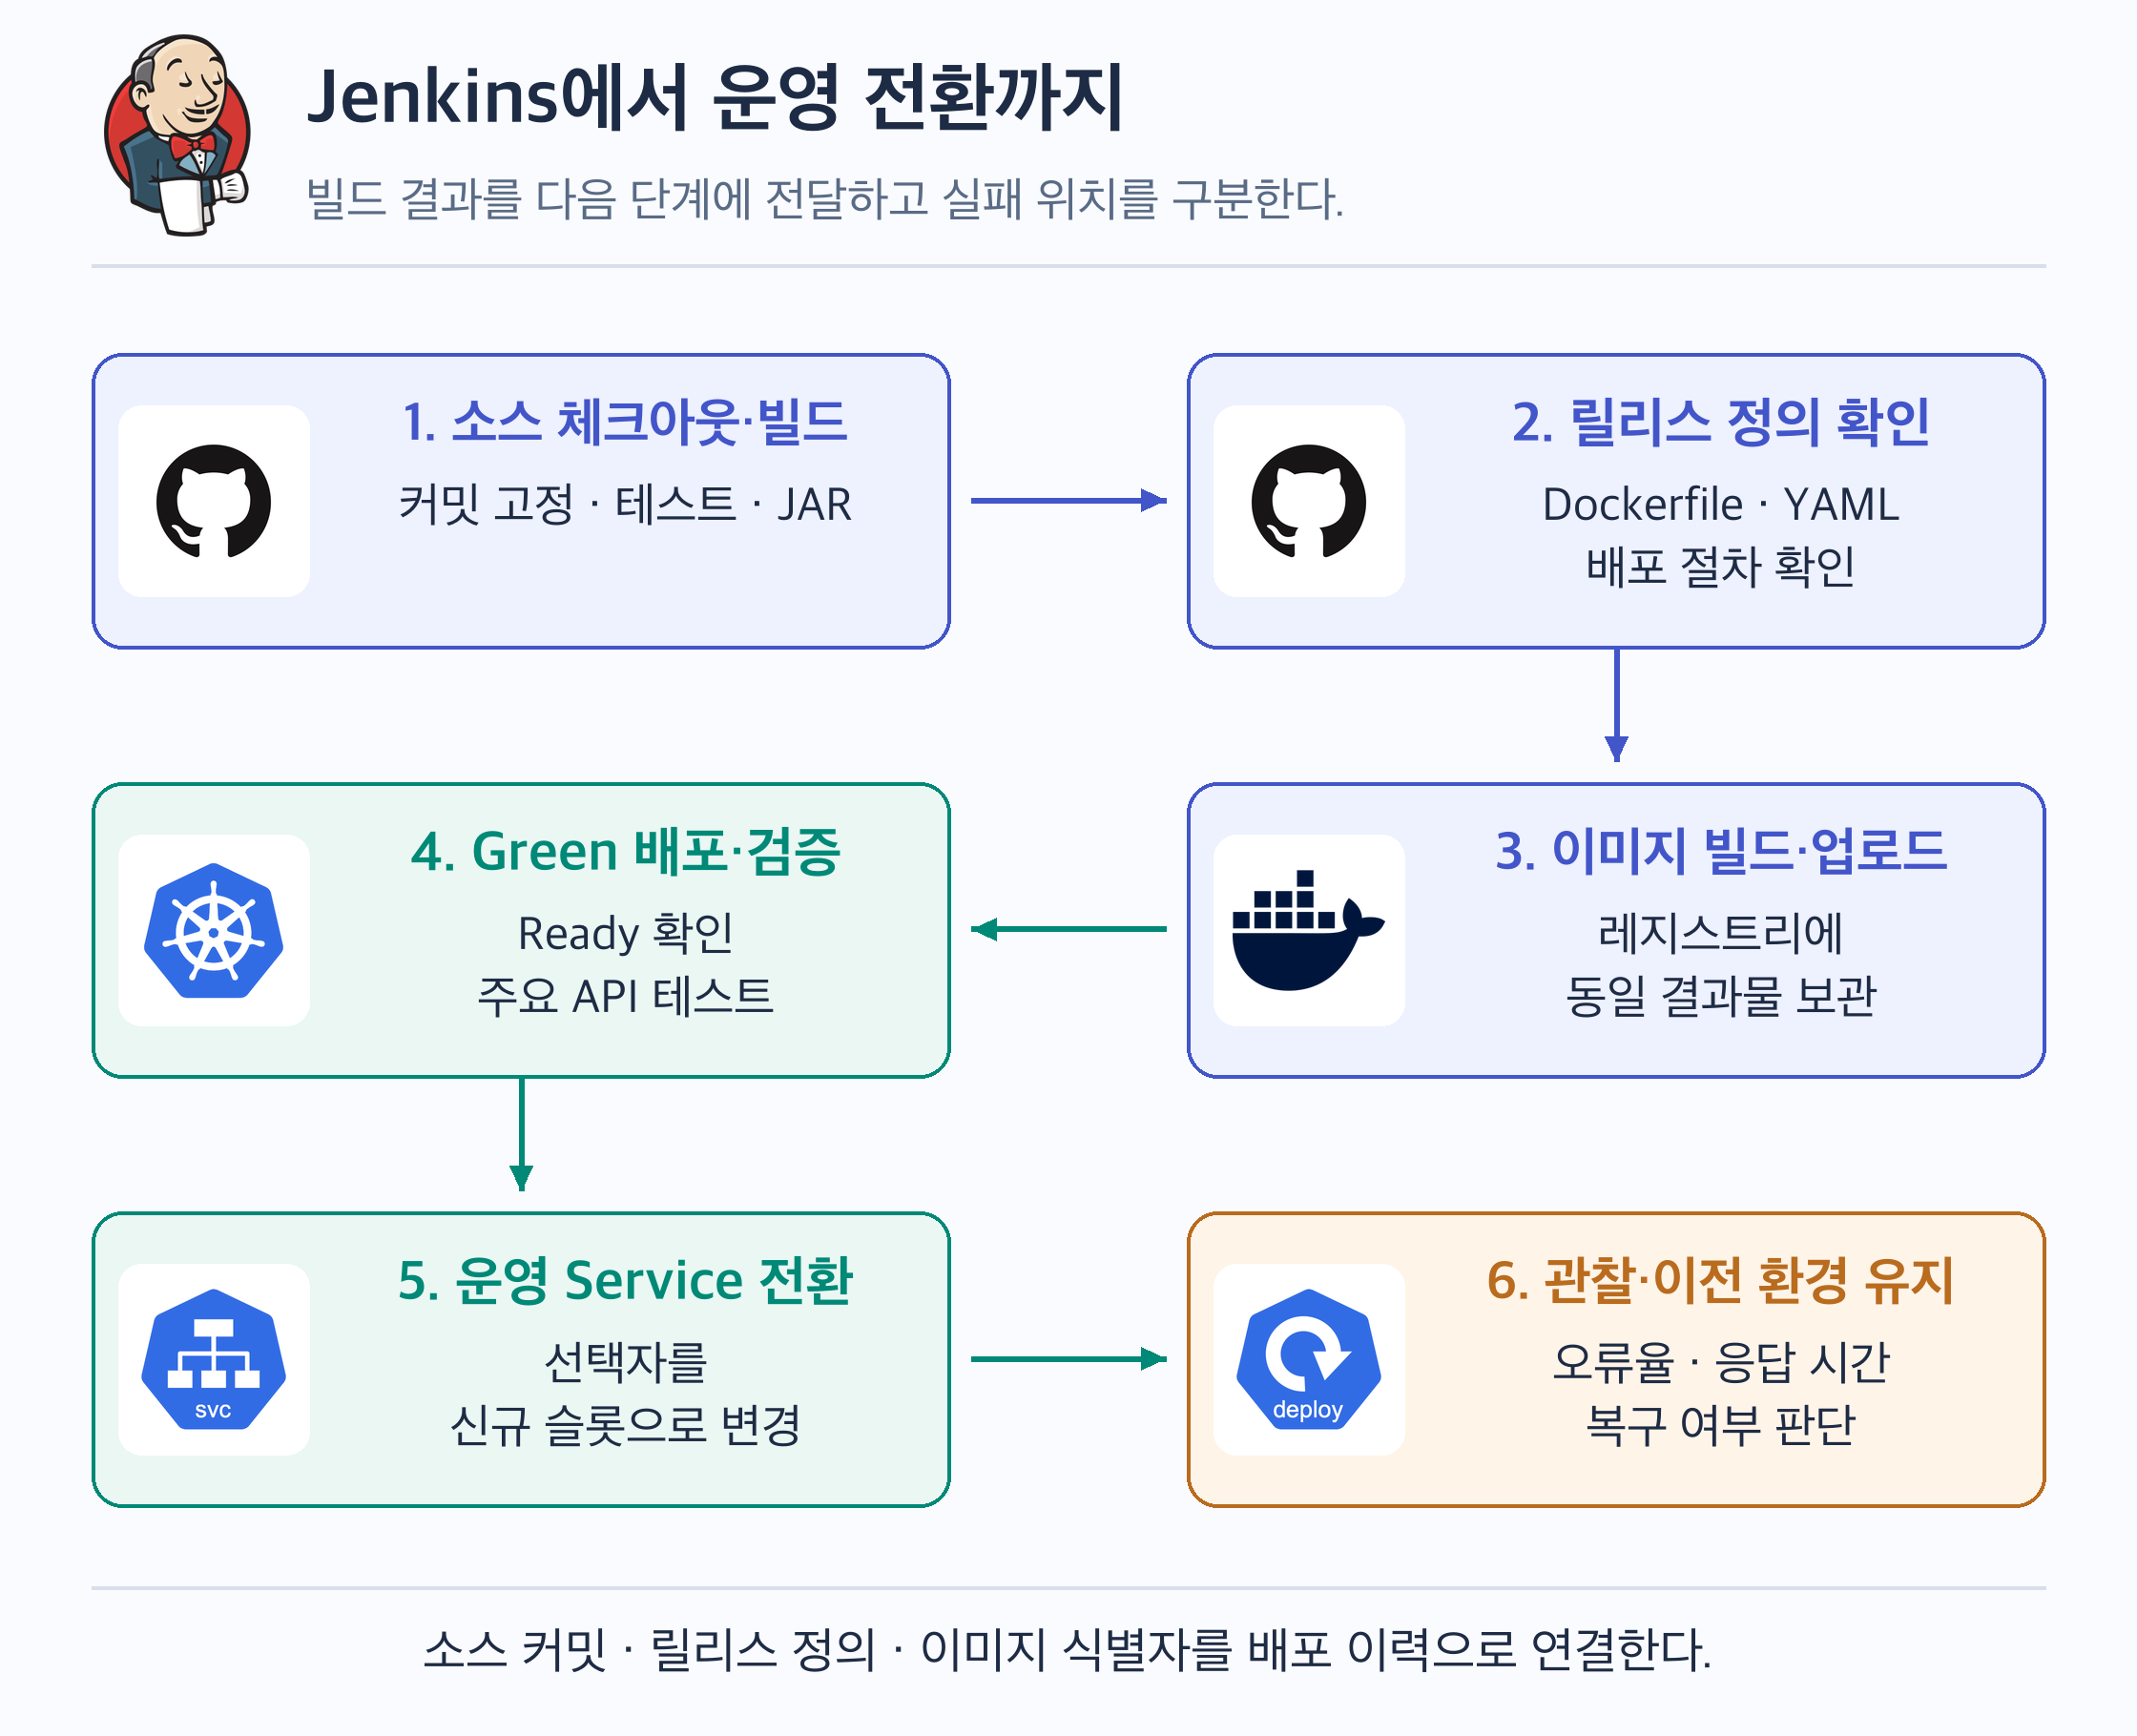 Jenkins에서 운영 전환까지
빌드 결과를 다음 단계에 전달하고 실패 위치를 구분한다.
1. 소스 체크아웃·빌드
커밋 고정 · 테스트 · JAR
2. 릴리스 정의 확인
Dockerfile · YAML
배포 절차 확인
3. 이미지 빌드·업로드
레지스트리에
동일 결과물 보관
4. Green 배포·검증
Ready 확인
주요 API 테스트
5. 운영 Service 전환
선택자를
신규 슬롯으로 변경
svc
6. 관찰·이전 환경 유지
오류율 · 응답 시간
복구 여부 판단
deploy
소스 커밋 · 릴리스 정의 · 이미지 식별자를 배포 이력으로 연결한다.